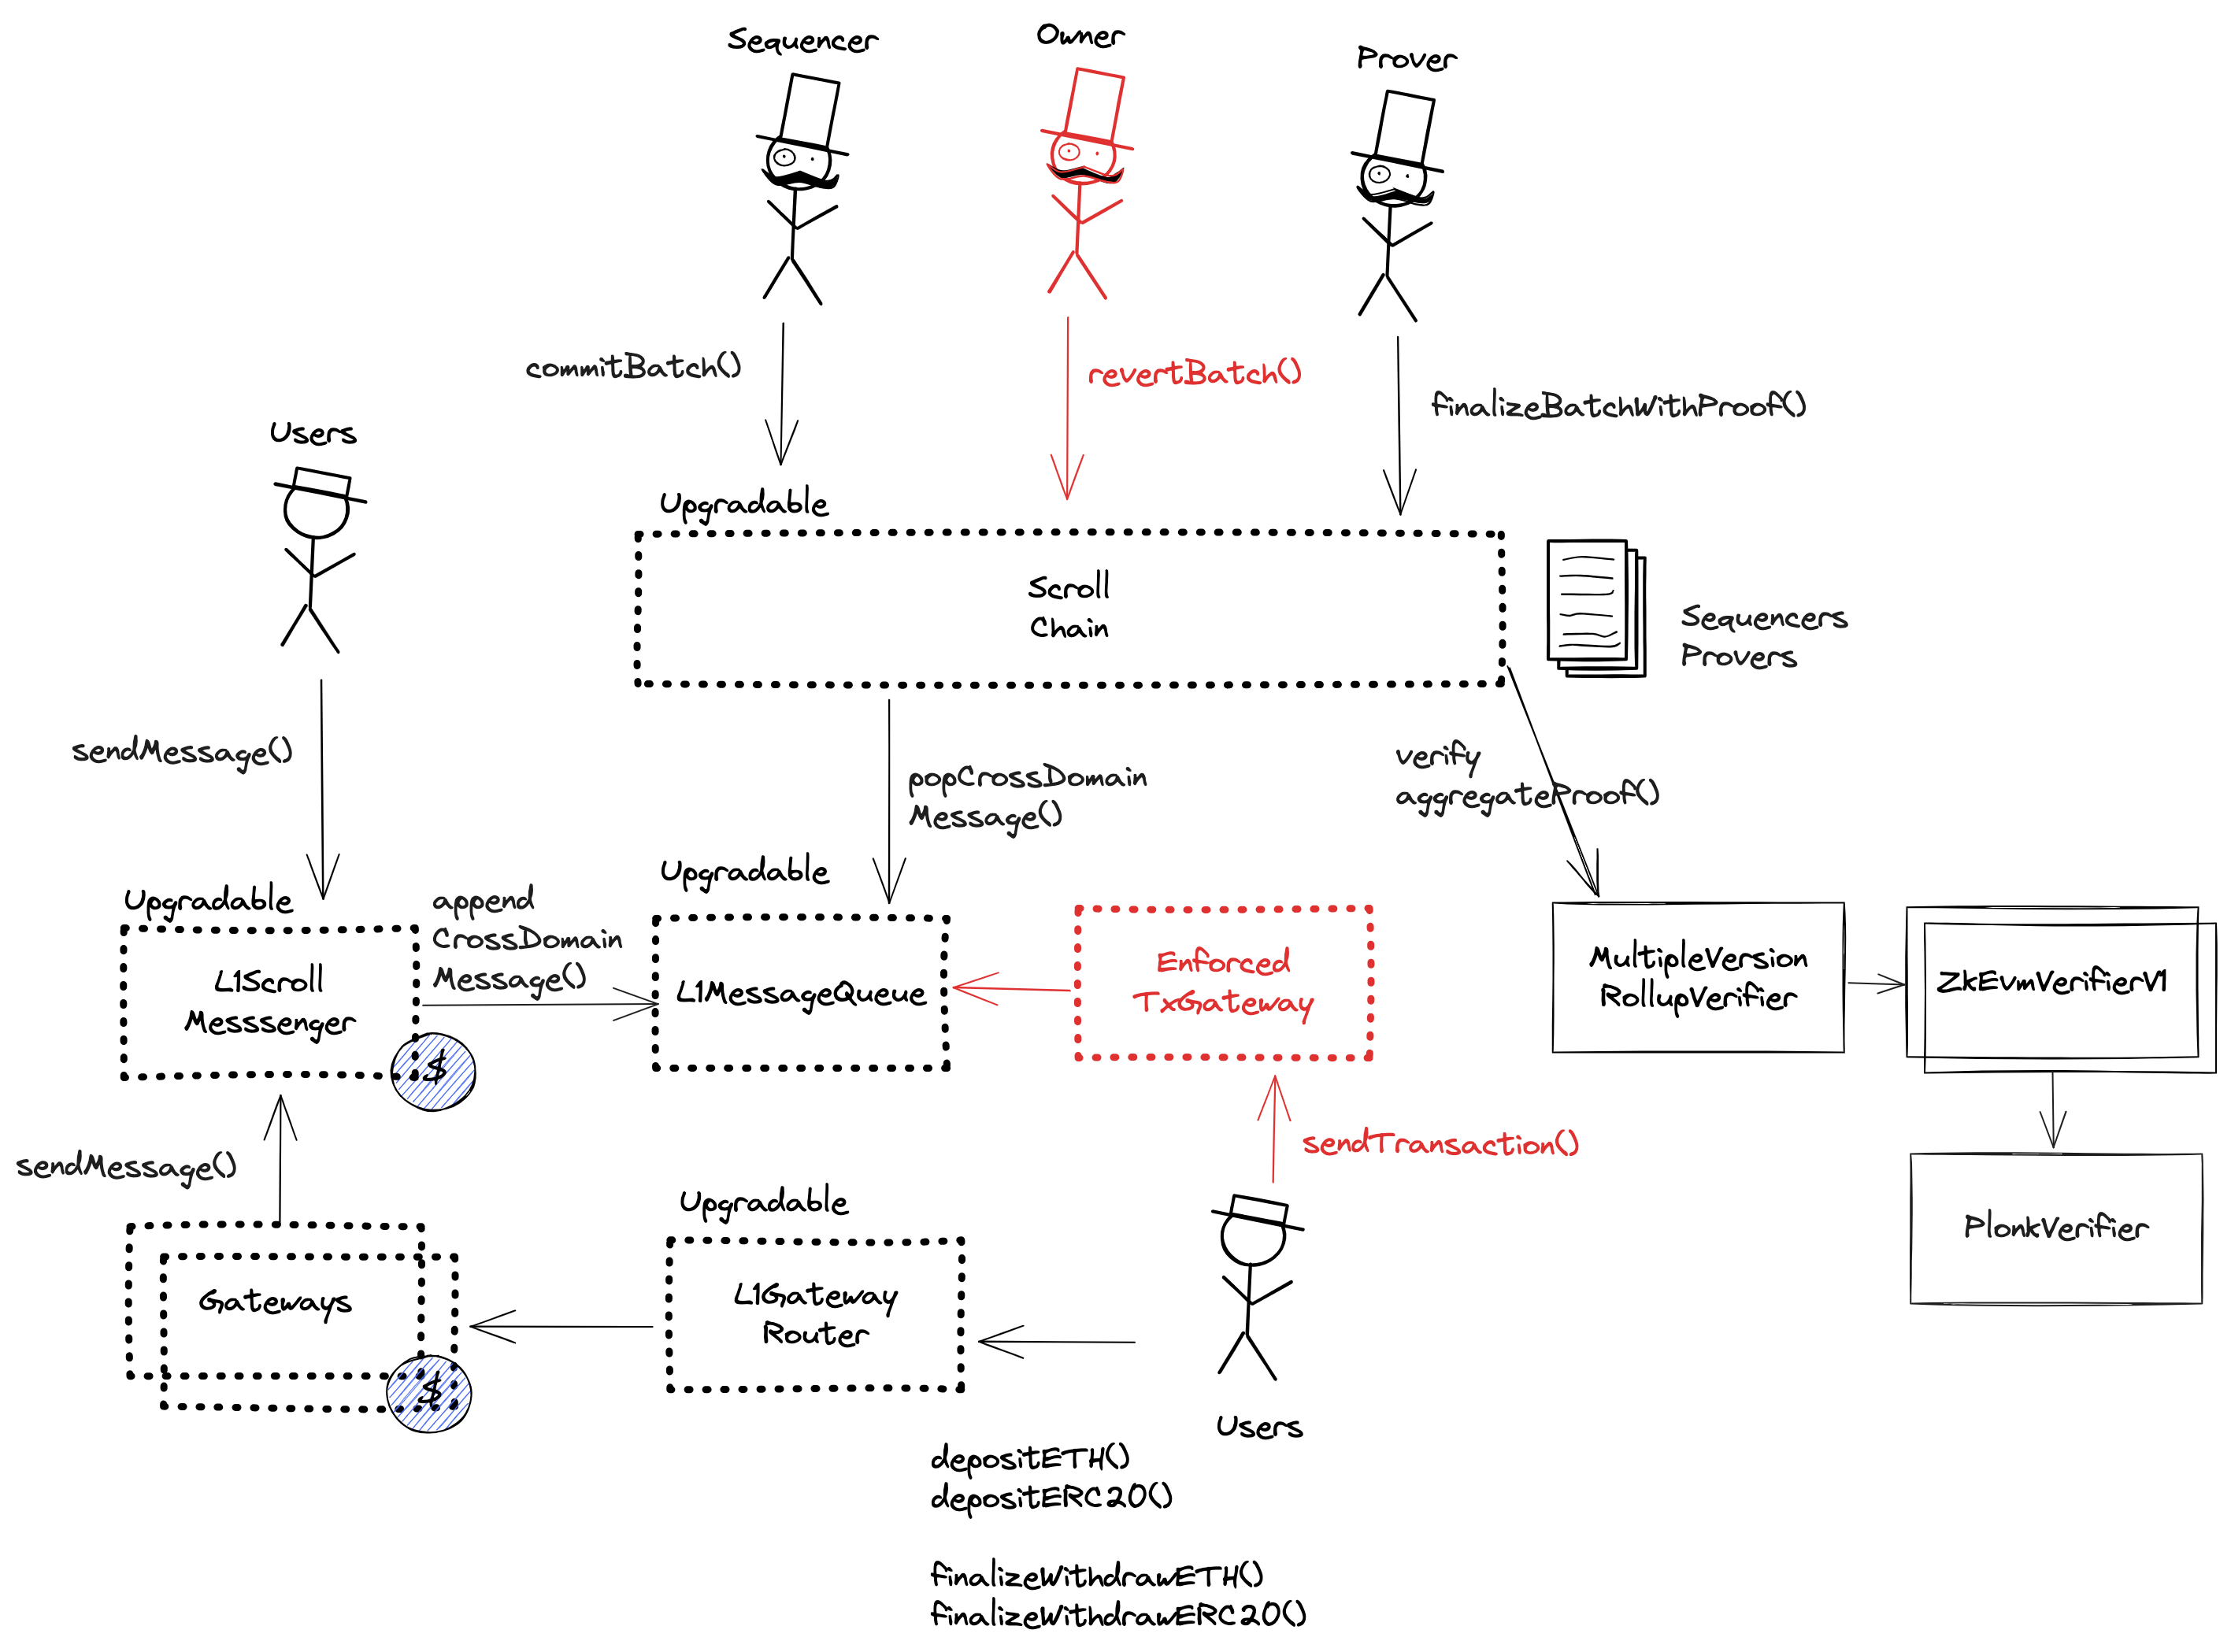 Sequencer
Owner
Prover
commitBatch()
revertBatch()
finalizeBatchWithProof()
Users
Upgradable
Scroll
Chain
Sequencers
Provers
sendMessage()
popCrossDomain
Message()
verify
aggregateProof()
Upgradable
L1Scroll
Messsenger
append
CrossDomain
Message()
Upgradable
L1MessageQueue
Enforced
TxGateway
MultipleVersion
RollupVerifier
ZkEvmVerifierV1
$
sendMessage()
sendTransaction()
Upgradable
L1Gateway
Router
Gateways
$
PlonkVerifier
Users
depositETH()
depositERC20()
finalizeWithdrawETH()
finalizeWithdrawERC20()